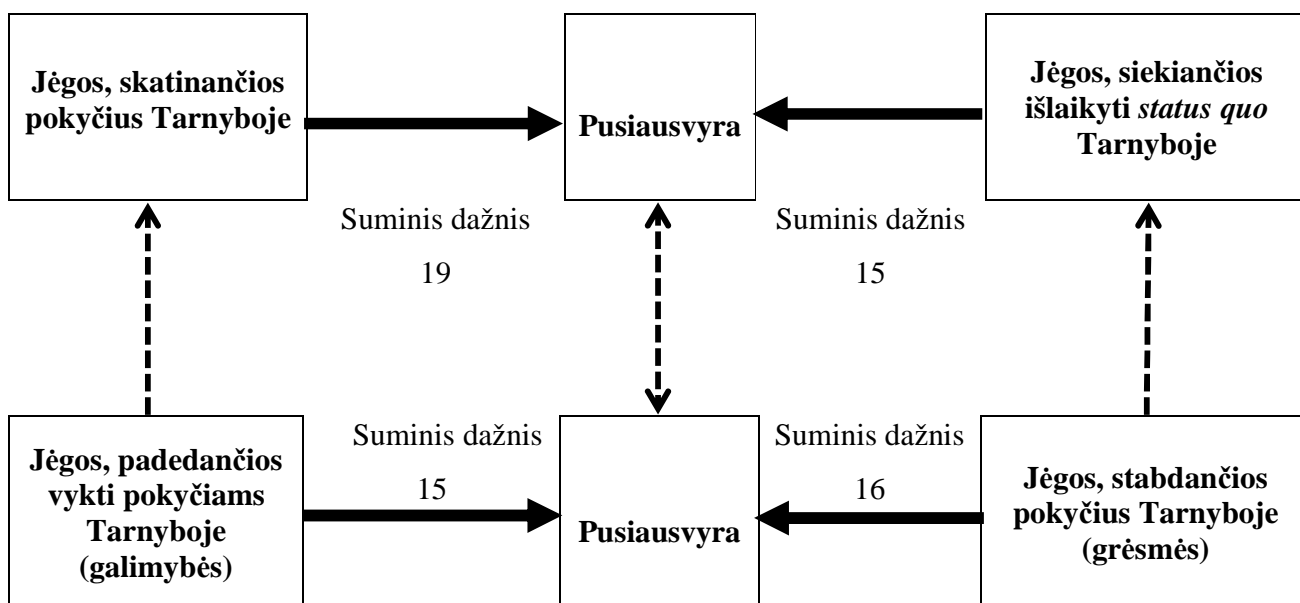 Jėgos, skatinančios
pokyčius Tarnyboje
Pusiausvyra
Jėgos, siekiančios
išlaikyti status quo
Tarnyboje
Suminis dažnis
19
Suminis dažnis
15
Jėgos, padedančios
vykti pokyčiams
Tarnyboje
(galimybės)
Suminis dažnis
15
Pusiausvyra
Suminis dažnis
16
Jėgos, stabdančios
pokyčius Tarnyboje
(grėsmės)